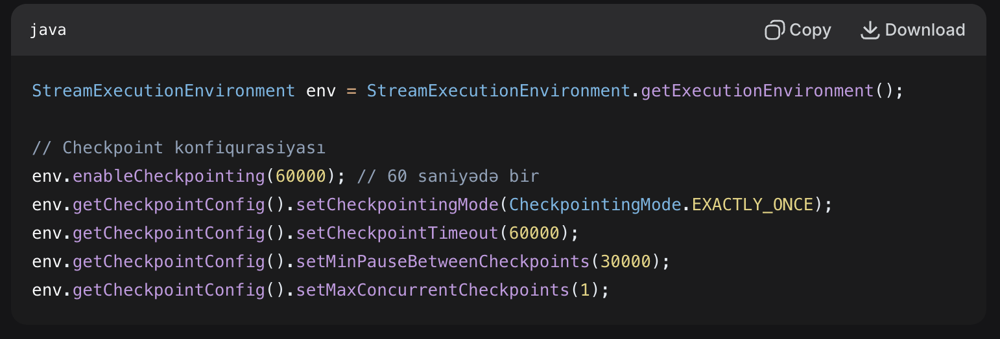 java
Copy
Download
StreamExecutionEnvironment env = StreamExecutionEnvironment.getExecutionEnvironment();
// Checkpoint konfiqurasiyası
env.enableCheckpointing(60000); // 60 saniyədə bir
env.getCheckpointConfig().setCheckpointingMode(CheckpointingMode.EXACTLY_ONCE);
env.getCheckpointConfig().setCheckpointTimeout(60000);
env.getCheckpointConfig().setMinPauseBetweenCheckpoints(30000);
env.getCheckpointConfig().setMaxConcurrentCheckpoints(1);